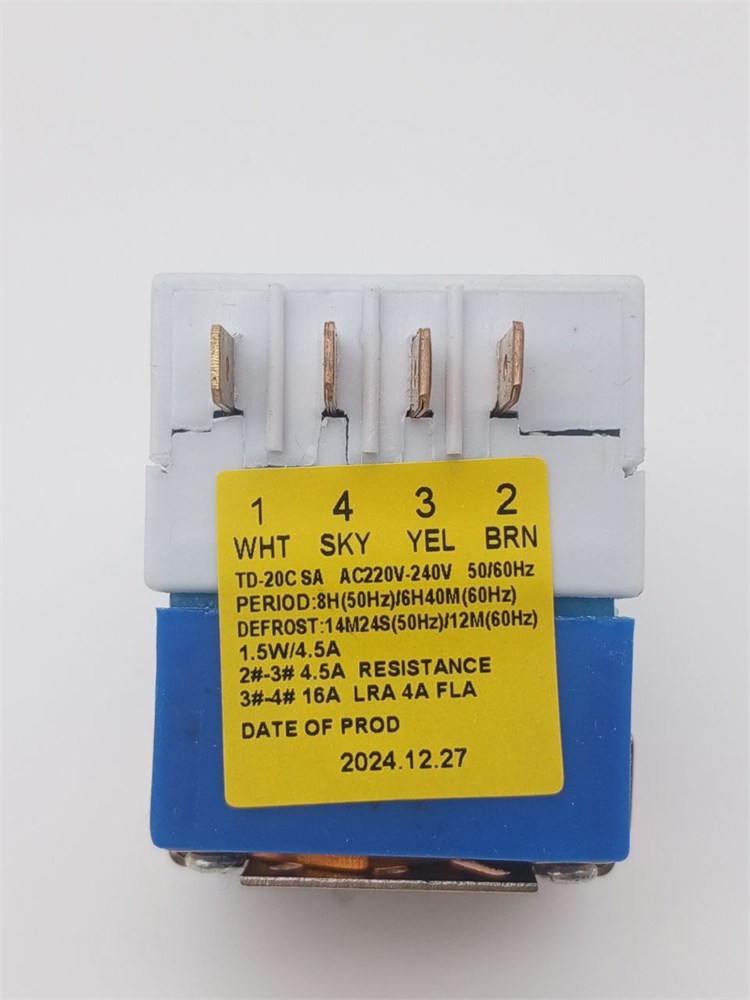 1 4 3 2
WHT SKY YEL BRN
TD-20C SA AC220V-240V 50/60Hz
PERIOD:8H(50Hz)/6H40M(60Hz)
DEFROST:14M24S(50Hz)/12M(60Hz)
1.5W/4.5A
2#-3# 4.5A RESISTANCE
3#-4# 16A LRA 4A FLA
DATE OF PROD
2024.12.27